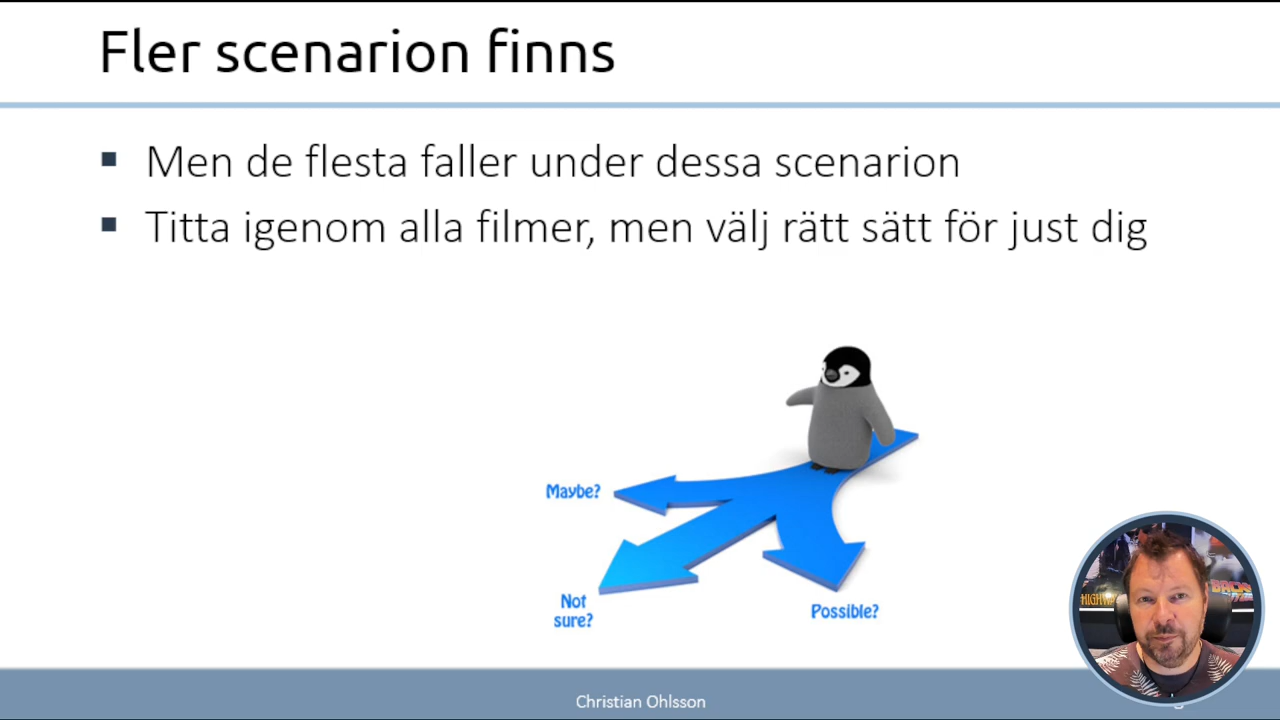 Fler scenarion finns
Men de flesta faller under dessa scenarion
Titta igenom alla filmer, men välj rätt sätt för just dig
Maybe?
Not
sure?
Possible?
Christian Ohlsson